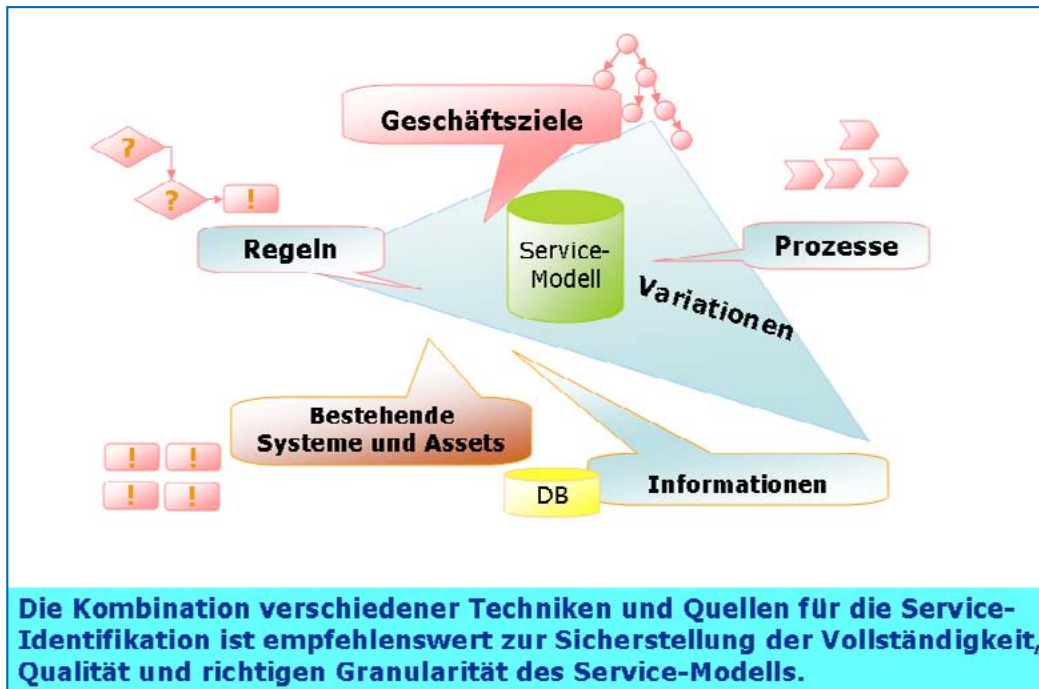 Geschäftsziele
?
?
!
Regeln
Service-
Modell
Prozesse
Variationen
Bestehende
Systeme und Assets
!
!
!
!
DB
Informationen
Die Kombination verschiedener Techniken und Quellen für die Service-
Identifikation ist empfehlenswert zur Sicherstellung der Vollständigkeit,
Qualität und richtigen Granularität des Service-Modells.